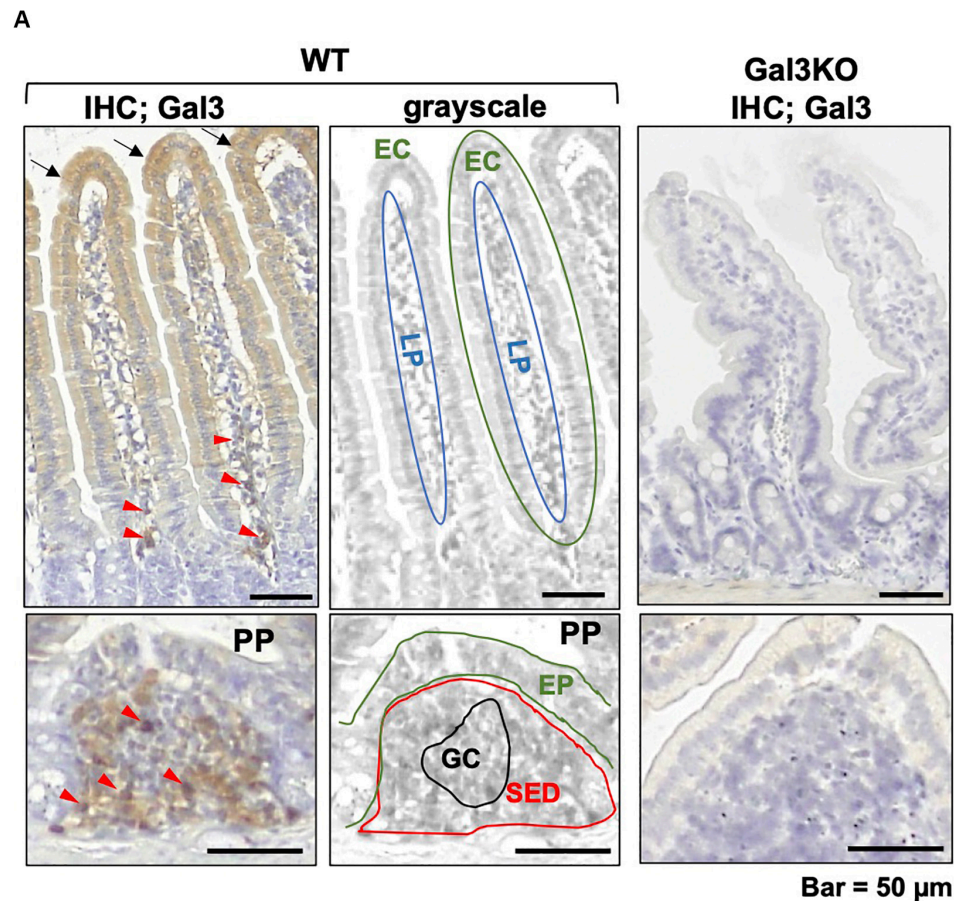 A
WT
Gal3KO
IHC; Gal3
grayscale
IHC; Gal3
EC
EC
LP
LP
PP
PP
EP
GC
SED
Bar = 50 µm